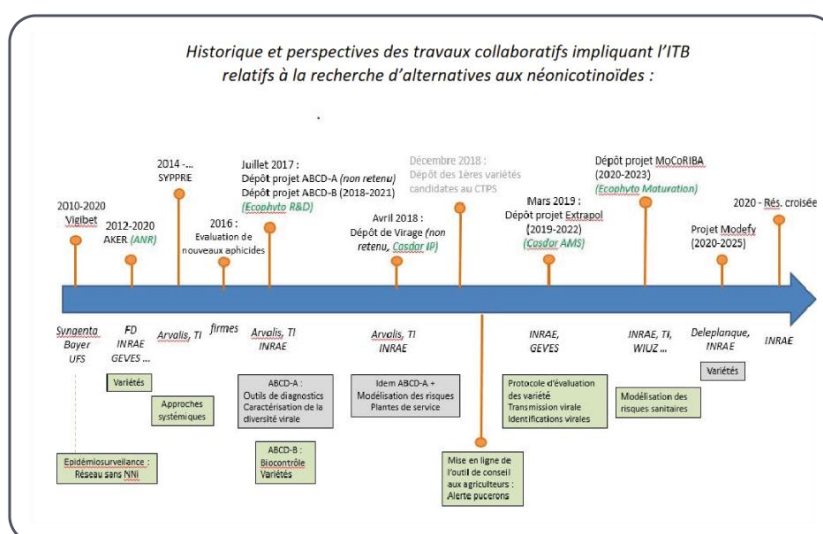 Historique et perspectives des travaux collaboratifs impliquant l'ITB
relatifs à la recherche d'alternatives aux néonicotinoïdes :
2010-2020
Vigibet
2012-2020
AKER (ANR)
2014 -...
SYPPRE
2016 :
Evaluation de
nouveaux aphicides
Juillet 2017 :
Dépôt projet ABCD-A (non retenu)
Dépôt projet ABCD-B (2018-2021)
(Ecophyto R&D)
Avril 2018 :
Dépôt de Virage (non
retenu, Casdar IP)
Décembre 2018 :
Dépôt des 1ères variétés
candidates au CTPS
Mars 2019 :
Dépôt projet Extrapol
(2019-2022)
(Casdar AMS)
Dépôt projet MoCoRIBA
(2020-2023)
(Ecophyto Maturation)
Projet Modefy
(2020-2025)
2020 - Rés. croisée
Syngenta
Bayer
UFS
FD
INRAE
GEVES ...
Arvalis, TI
firmes
Arvalis, TI
INRAE
Arvalis, TI
INRAE
INRAE,
GEVES
INRAE, TI,
WIUZ ...
Deleplanque,
INRAE
INRAE
Epidémiosurveilance :
Réseau sans NNI
Variétés
Approches
systémiques
ABCD-A :
Outils de diagnostics
Caractérisation de la
diversité virale
ABCD-B :
Biocontrôle
Variétés
Idem ABCD-A +
Modélisation des risques
Plantes de service
Mise en ligne de
l'outil de conseil
aux agriculteurs :
Alerte pucerons
Protocole d'évaluation
des variété
Transmission virale
Identifications virales
Modélisation des
risques sanitaires
Variétés